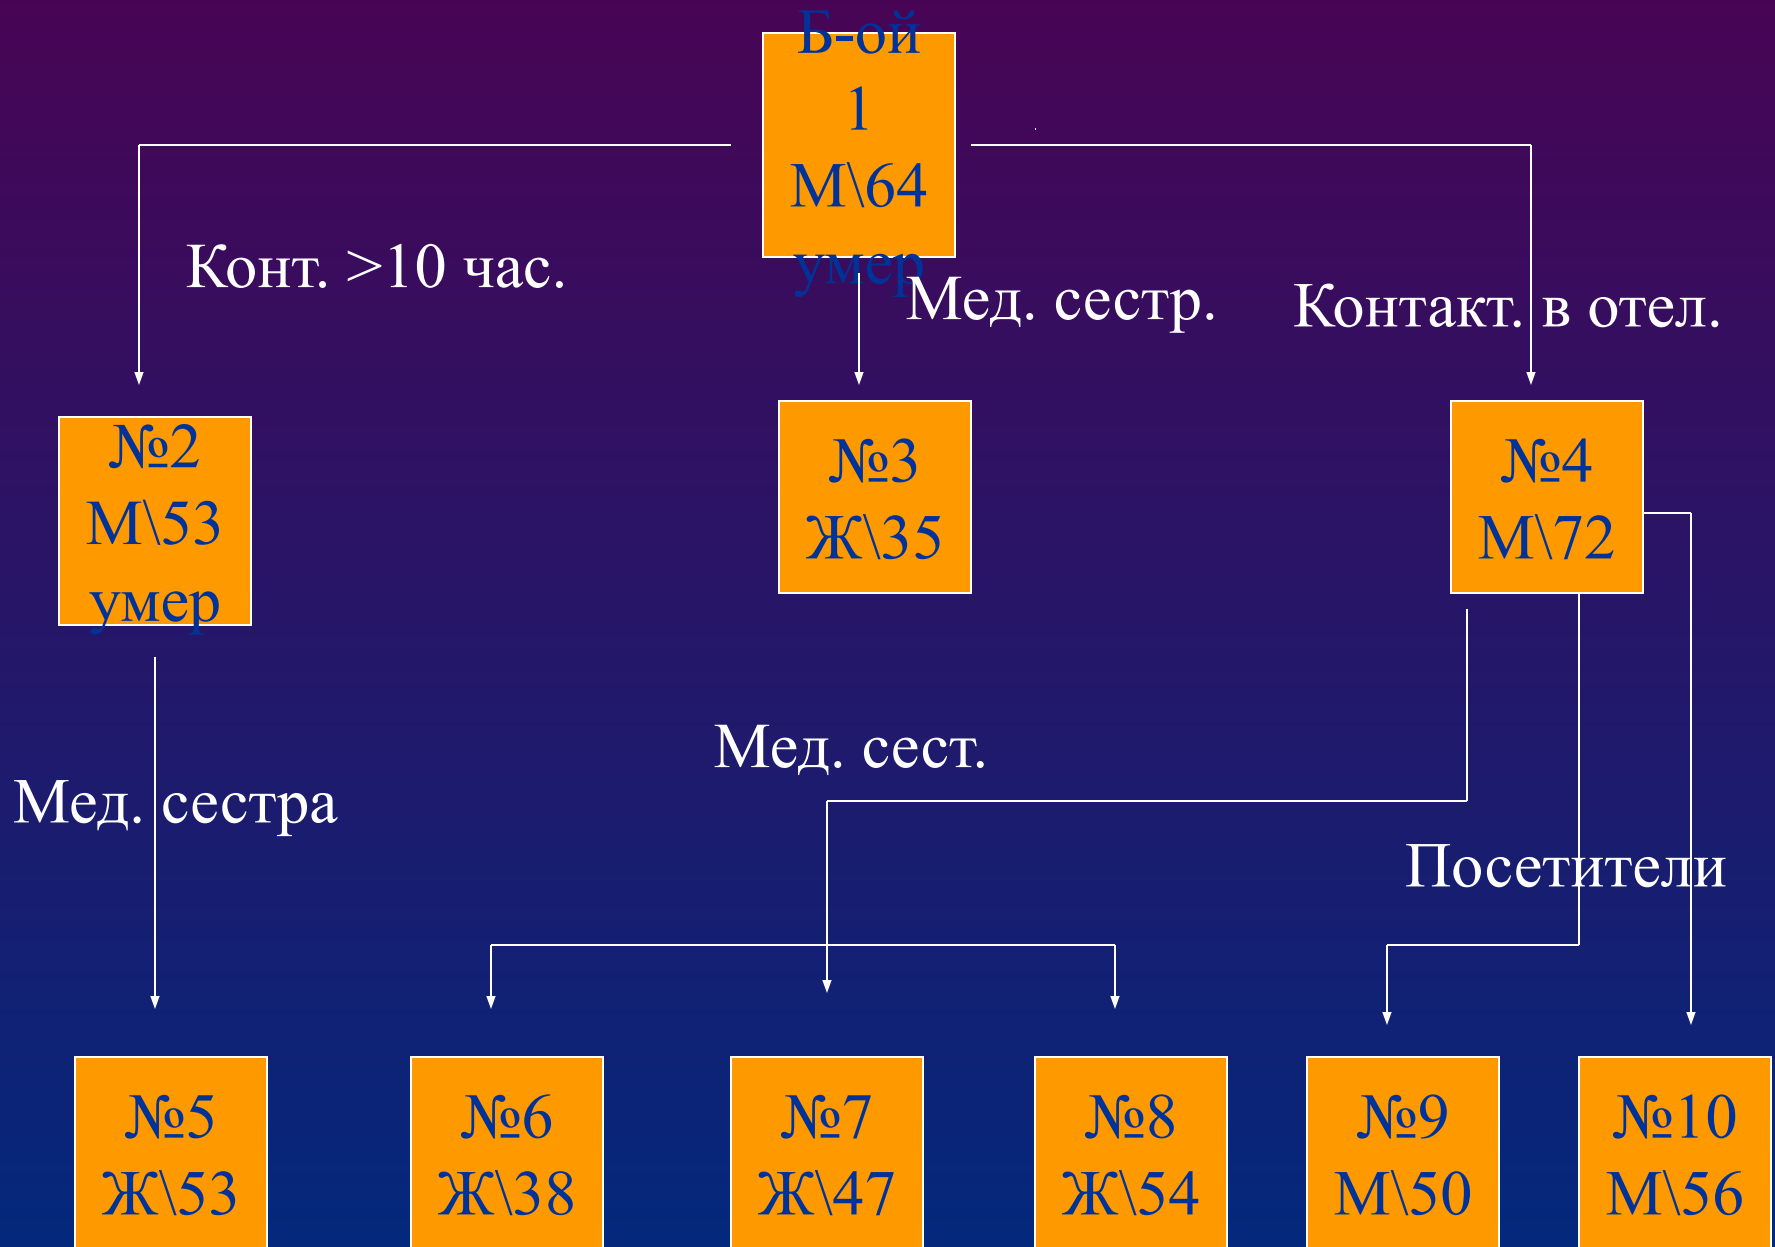 Б-ой
1
М\64
умер
Конт. >10 час.
Мед. сестр.
Контакт. в отел.
№2
М\53
умер
№3
Ж\35
№4
М\72
Мед. сестра
Мед. сест.
Посетители
№5
Ж\53
№6
Ж\38
№7
Ж\47
№8
Ж\54
№9
М\50
№10
М\56